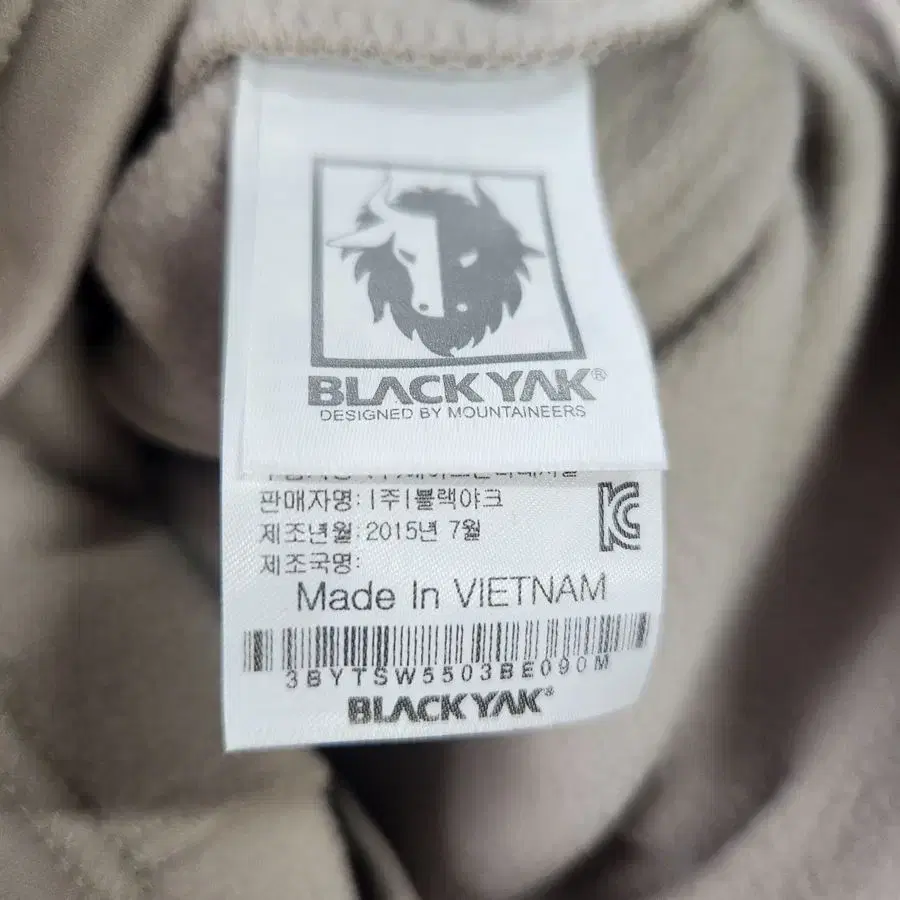 BLACKYAK®
DESIGNED BY MOUNTAINEERS
판매자명: (주)블랙야크
제조년월: 2015년 7월
제조국명:
Made In VIETNAM
3BYTSW5503BE090M
BLACKYAK®